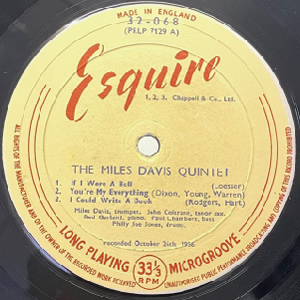 MADE IN ENGLAND
32-068
(PELP 7129 A)
Esquire
1, 2, 3, Chappell & Co., Ltd.
THE MILES DAVIS QUINTET
1. If I Were A Bell (Loesser)
2. You're My Everything (Dixon, Young, Warren)
3. I Could Write A Book (Rodgers, Hart)
Miles Davis, trumpet, John Coltrane, tenor sax,
Red Garland, piano, Paul Chambers, bass
Philly Joe Jones, drums,
recorded October 26th 1956
LONG PLAYING 33⅓ RPM MICROGROOVE
ALL RIGHTS OF THE MANUFACTURER AND OF THE OWNER OF THE RECORDED WORK RESERVED
UNAUTHORISED PUBLIC PERFORMANCE, BROADCASTING AND COPYING OF THIS RECORD PROHIBITED